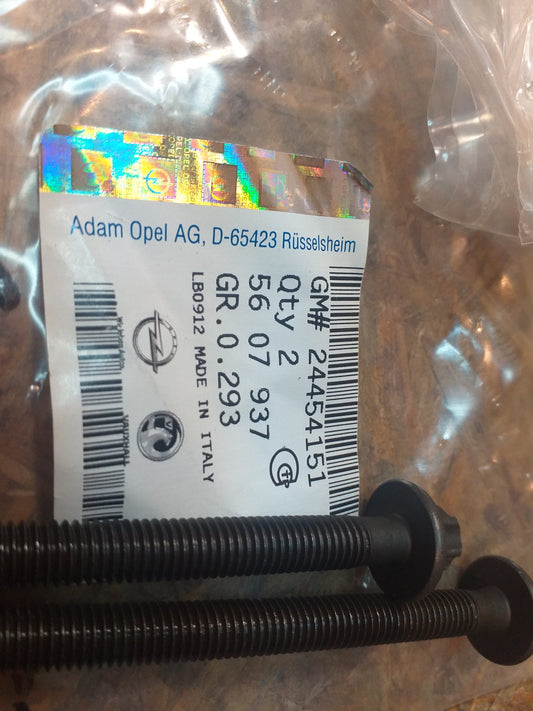 Adam Opel AG, D-65423 Rüsselsheim
GM# 24454151
Qty 2
56 07 937
GR.0.293
LB0912 MADE IN ITALY
VAUXHALL